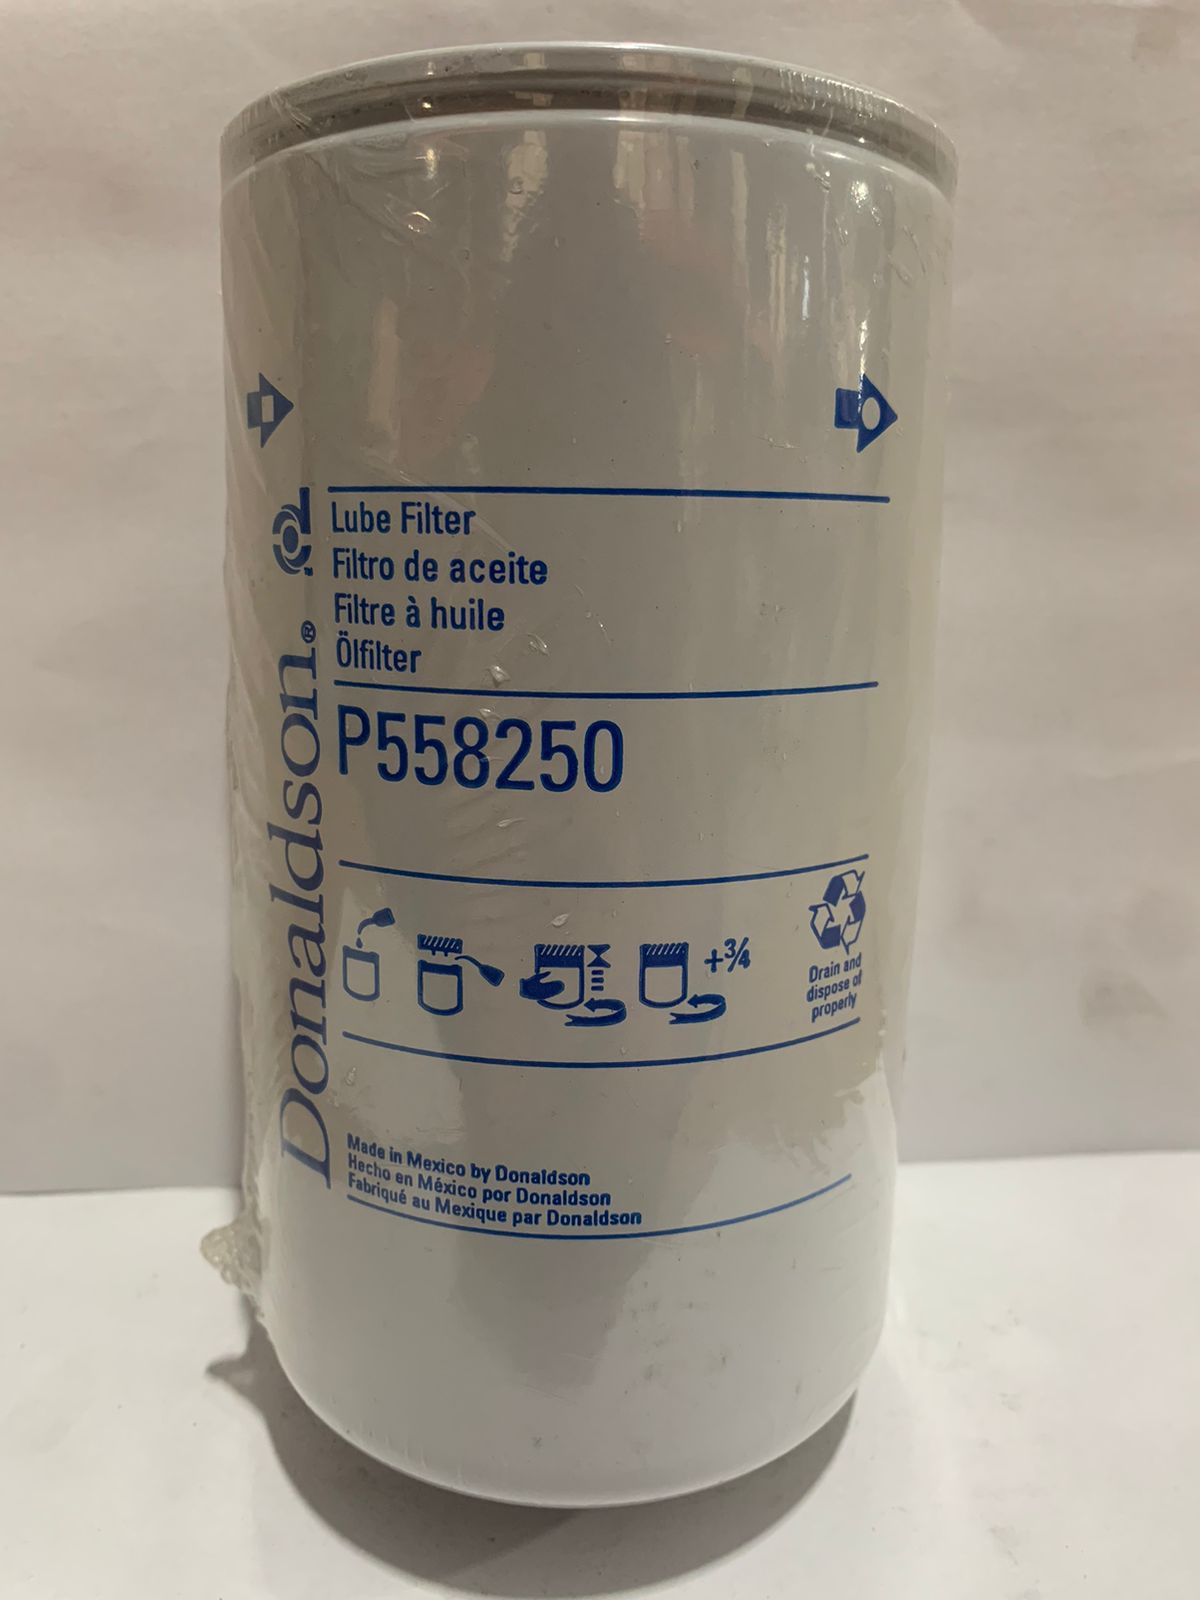 Donaldson®
Lube Filter
Filtro de aceite
Filtre à huile
Ölfilter
P558250
+3/4
Drain and
dispose of
properly
Made in Mexico by Donaldson
Hecho en México por Donaldson
Fabriqué au Mexique par Donaldson